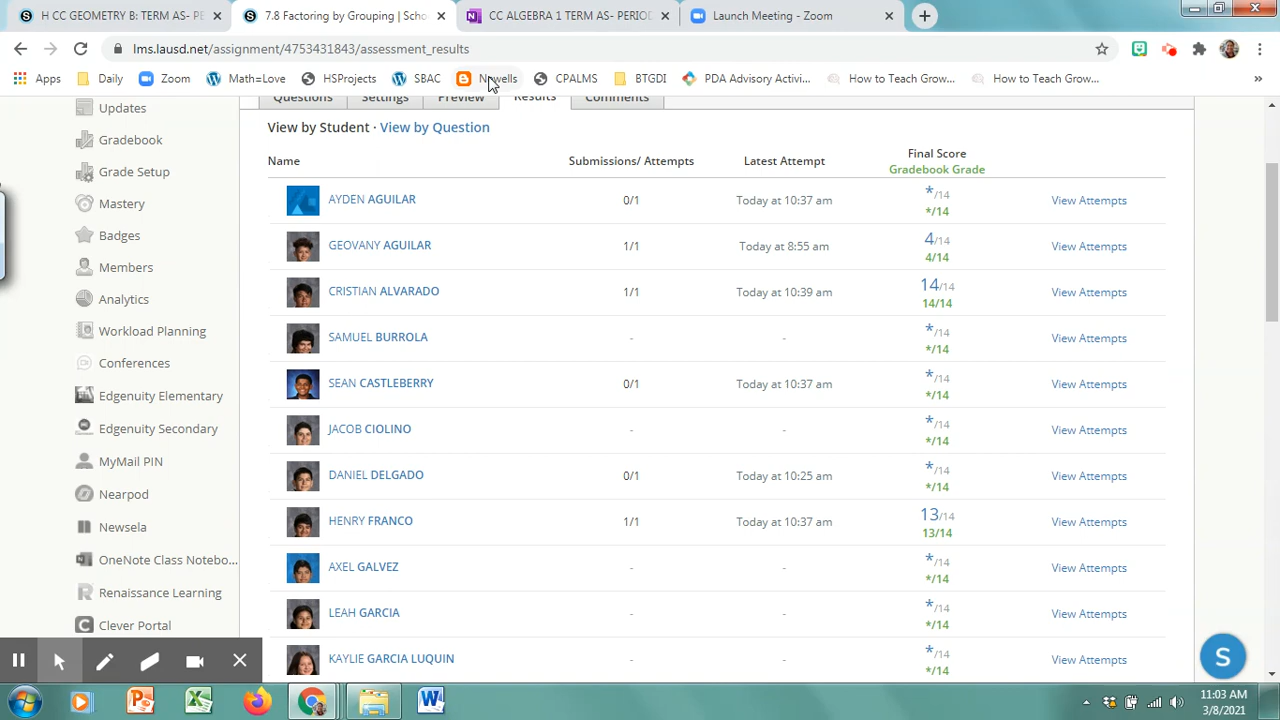 H CC GEOMETRY B: TERM AS- P
7.8 Factoring by Grouping | Scho
CC ALGEBRA 1 TERM AS- PERIO
Launch Meeting - Zoom
lms.lausd.net/assignment/4753431843/assessment_results
Apps Daily Zoom Math=Love HSProjects SBAC Newells CPALMS BTGDI PDA Advisory Activi... How to Teach Grow... How to Teach Grow... »
Questions Settings Preview Results Comments
Updates
Gradebook
Grade Setup
Mastery
Badges
Members
Analytics
Workload Planning
Conferences
Edgenuity Elementary
Edgenuity Secondary
MyMail PIN
Nearpod
Newsela
OneNote Class Notebo...
Renaissance Learning
Clever Portal
View by Student · View by Question
Name Submissions/ Attempts Latest Attempt Final Score
Gradebook Grade
AYDEN AGUILAR 0/1 Today at 10:37 am */14 View Attempts
*/14
GEOVANY AGUILAR 1/1 Today at 8:55 am 4/14 View Attempts
4/14
CRISTIAN ALVARADO 1/1 Today at 10:39 am 14/14 View Attempts
14/14
SAMUEL BURROLA - - */14 View Attempts
*/14
SEAN CASTLEBERRY 0/1 Today at 10:37 am */14 View Attempts
*/14
JACOB CIOLINO - - */14 View Attempts
*/14
DANIEL DELGADO 0/1 Today at 10:25 am */14 View Attempts
*/14
HENRY FRANCO 1/1 Today at 10:37 am 13/14 View Attempts
13/14
AXEL GALVEZ - - */14 View Attempts
*/14
LEAH GARCIA - - */14 View Attempts
*/14
KAYLIE GARCIA LUQUIN - - */14 View Attempts
*/14
S
11:03 AM
3/8/2021